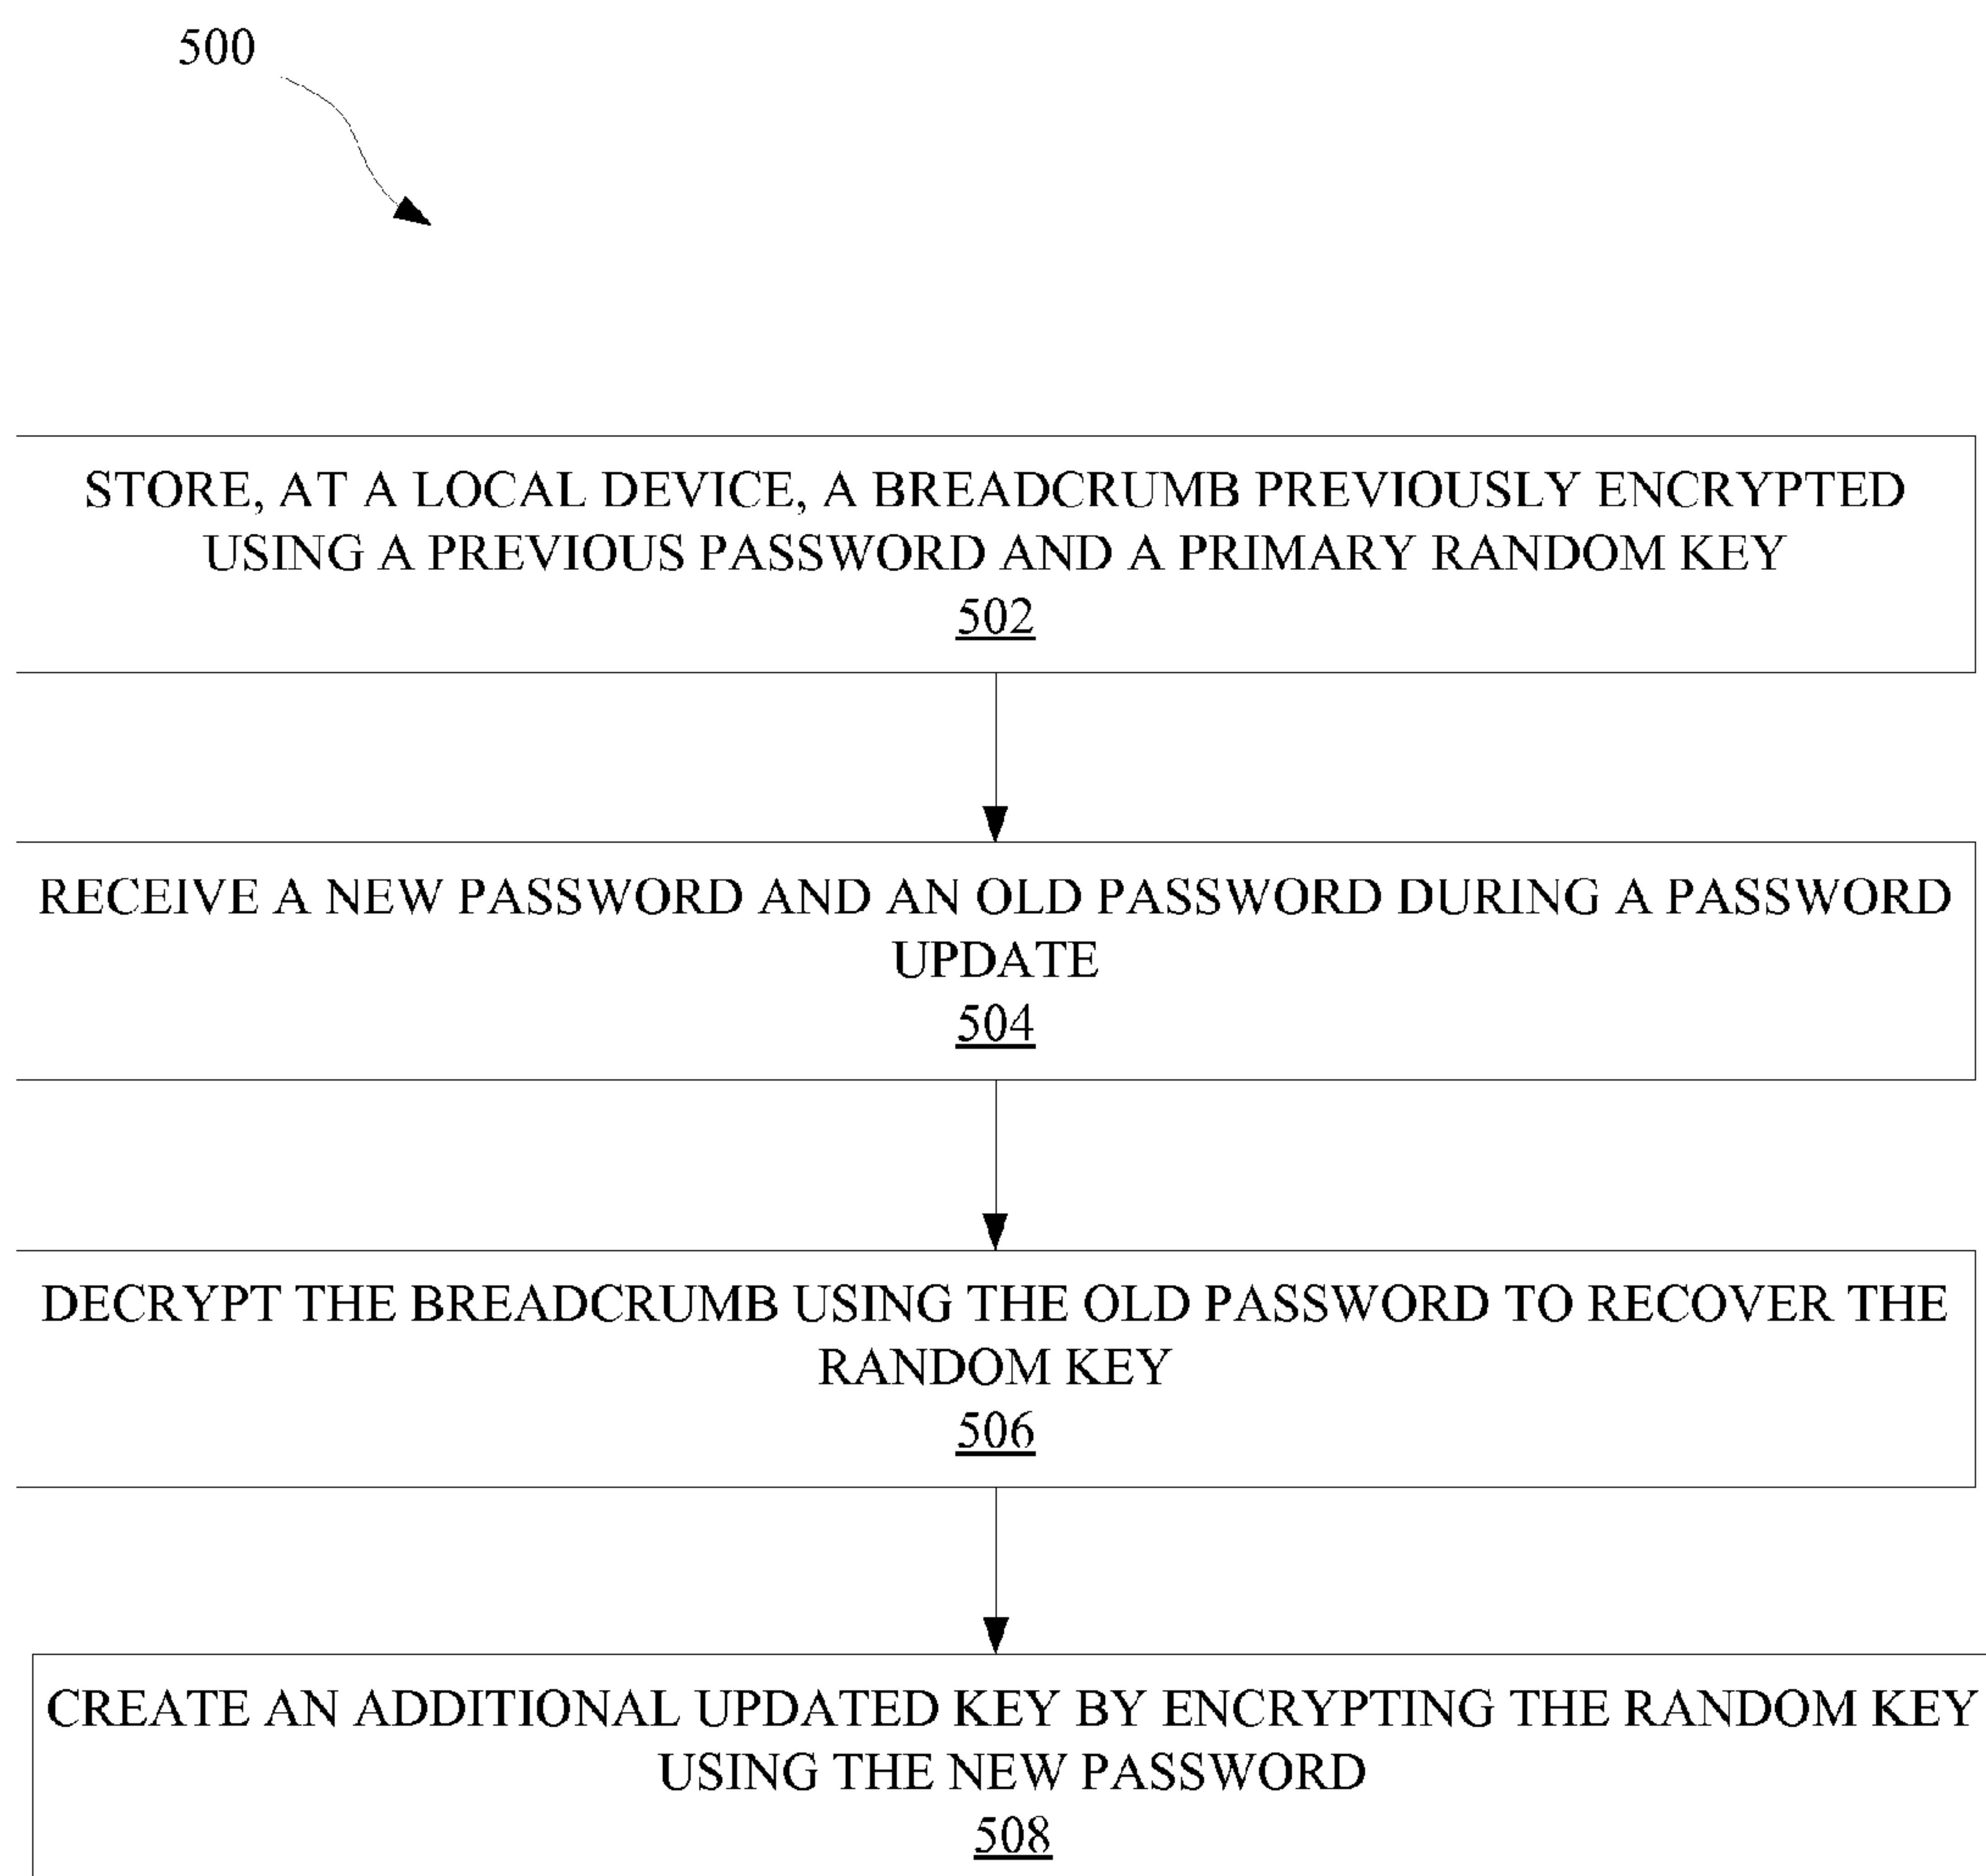 500
STORE, AT A LOCAL DEVICE, A BREADCRUMB PREVIOUSLY ENCRYPTED
USING A PREVIOUS PASSWORD AND A PRIMARY RANDOM KEY
502
RECEIVE A NEW PASSWORD AND AN OLD PASSWORD DURING A PASSWORD
UPDATE
504
DECRYPT THE BREADCRUMB USING THE OLD PASSWORD TO RECOVER THE
RANDOM KEY
506
CREATE AN ADDITIONAL UPDATED KEY BY ENCRYPTING THE RANDOM KEY
USING THE NEW PASSWORD
508